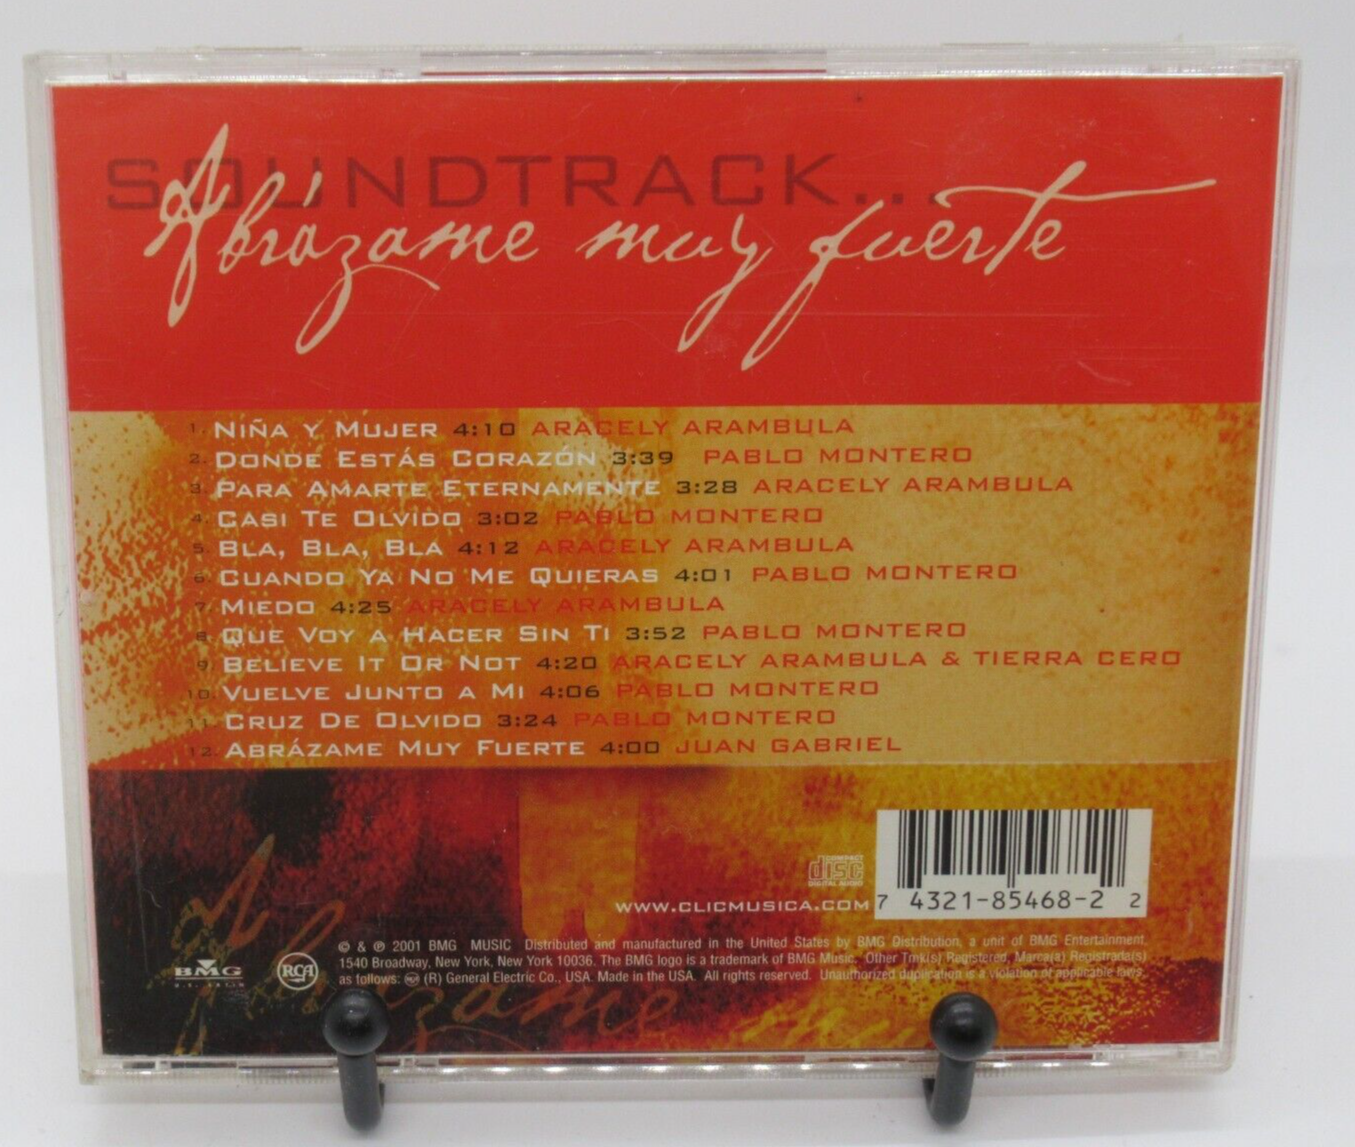 SOUNDTRACK...
Abrázame muy fuerte
1. NIÑA Y MUJER 4:10 ARACELY ARAMBULA
2. DONDE ESTÁS CORAZÓN 3:39 PABLO MONTERO
3. PARA AMARTE ETERNAMENTE 3:28 ARACELY ARAMBULA
4. CASI TE OLVIDO 3:02 PABLO MONTERO
5. BLA, BLA, BLA 4:12 ARACELY ARAMBULA
6. CUANDO YA NO ME QUIERAS 4:01 PABLO MONTERO
7. MIEDO 4:25 ARACELY ARAMBULA
8. QUE VOY A HACER SIN TI 3:52 PABLO MONTERO
9. BELIEVE IT OR NOT 4:20 ARACELY ARAMBULA & TIERRA CERO
10. VUELVE JUNTO A MI 4:06 PABLO MONTERO
11. CRUZ DE OLVIDO 3:24 PABLO MONTERO
12. ABRÁZAME MUY FUERTE 4:00 JUAN GABRIEL
COMPACT
disc
DIGITAL AUDIO
WWW.CLICMUSICA.COM
7 4321-85468-2 2
© & ℗ 2001 BMG MUSIC Distributed and manufactured in the United States by BMG Distribution, a unit of BMG Entertainment,
1540 Broadway, New York, New York 10036. The BMG logo is a trademark of BMG Music. Other Tmk(s) Registered, Marca(a) Registrada(s)
as follows: (R) General Electric Co., USA. Made in the USA. All rights reserved. Unauthorized duplication is a violation of applicable laws.
BMG
RCA
Abrázame mu